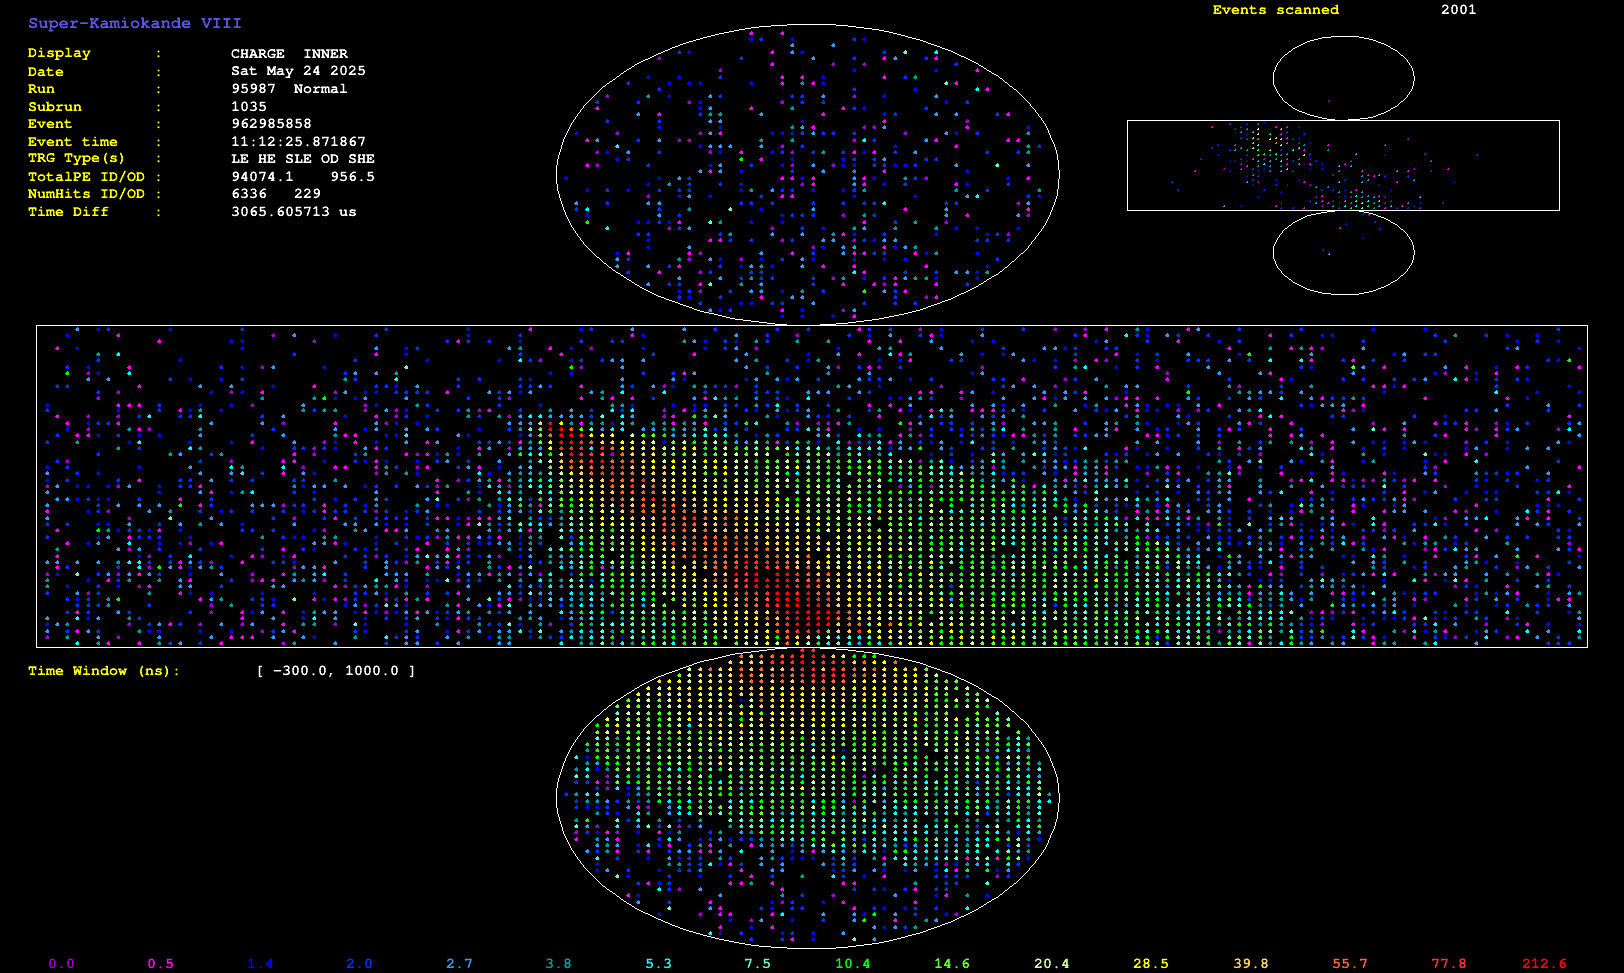 Super-Kamiokande VIII
Events scanned 2001
Display : CHARGE INNER
Date : Sat May 24 2025
Run : 95987 Normal
Subrun : 1035
Event : 962985858
Event time : 11:12:25.871867
TRG Type(s) : LE HE SLE OD SHE
TotalPE ID/OD : 94074.1 956.5
NumHits ID/OD : 6336 229
Time Diff : 3065.605713 us
Time Window (ns): [ -300.0, 1000.0 ]
0.0 0.5 1.4 2.0 2.7 3.8 5.3 7.5 10.4 14.6 20.4 28.5 39.8 55.7 77.8 212.6